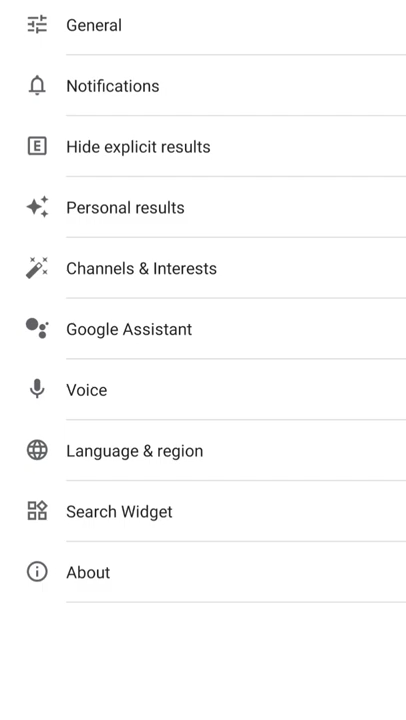 General
Notifications
E
Hide explicit results
Personal results
Channels & Interests
Google Assistant
Voice
Language & region
Search Widget
About